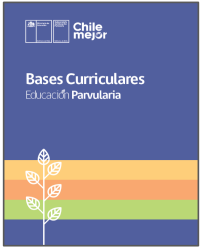 Chile
mejor
Bases Curriculares
Educación Parvularia